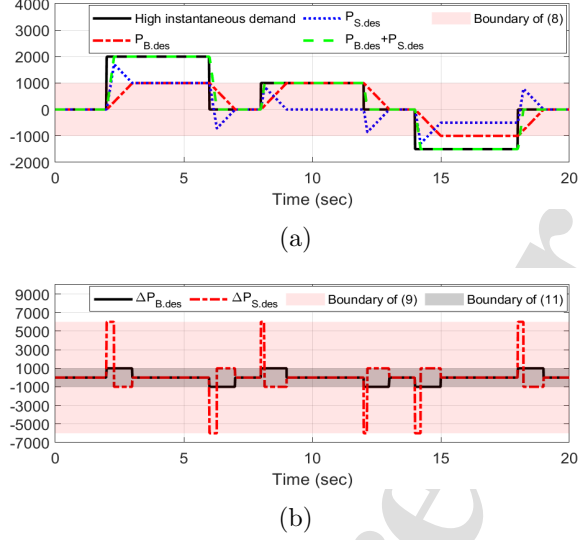 4000
3000
2000
1000
0
-1000
-2000
High instantaneous demand
P_S.des
Boundary of (8)
P_B.des
P_B.des+P_S.des
0 5 10 15 20
Time (sec)
(a)
9000
7000
5000
3000
1000
-1000
-3000
-5000
-7000
ΔP_B.des
ΔP_S.des
Boundary of (9)
Boundary of (11)
0 5 10 15 20
Time (sec)
(b)